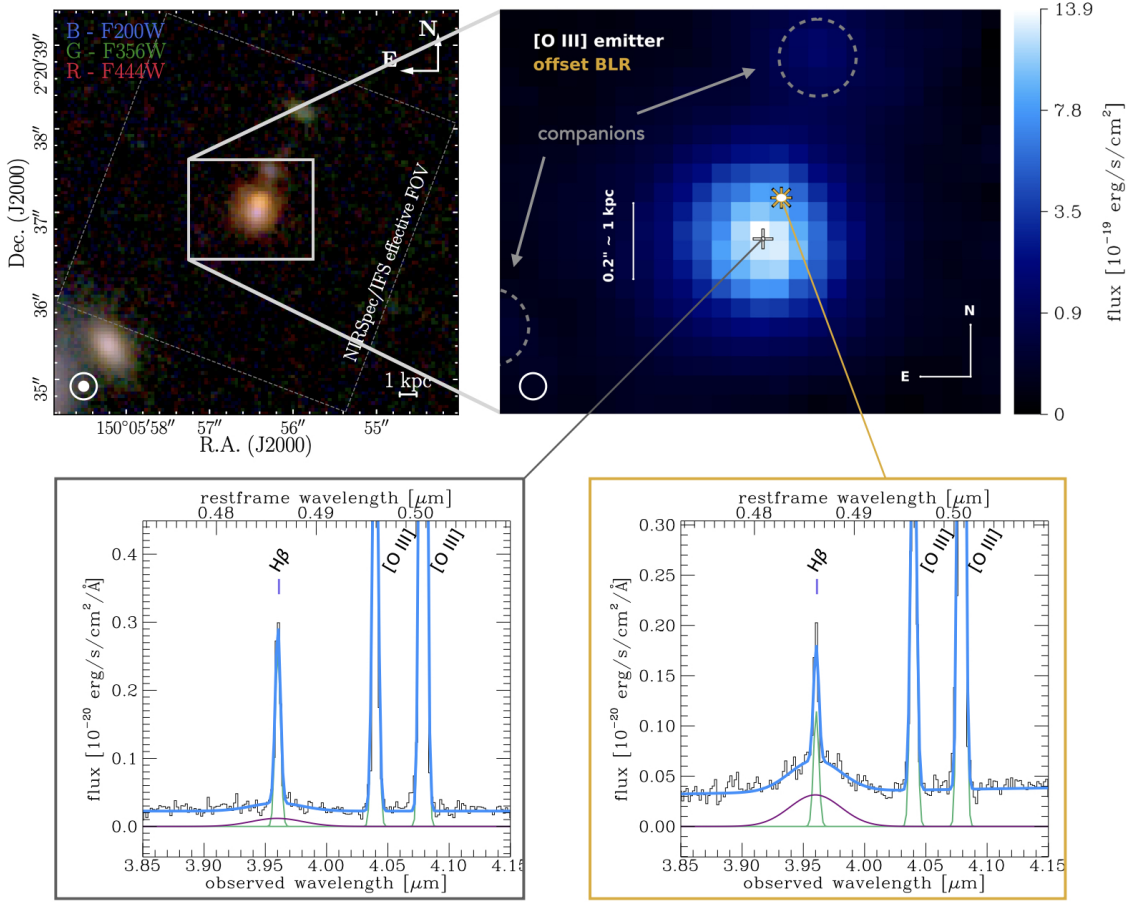 B - F200W
G - F356W
R - F444W
N
E
2°20'39"
38"
37"
36"
35"
Dec. (J2000)
NIRSpec/IFS effective FOV
1 kpc
150°05'58" 57" 56" 55"
R.A. (J2000)
[O III] emitter
offset BLR
companions
0.2" ~ 1 kpc
N
E
13.9
7.8
3.5
0.9
0
flux [10⁻¹⁹ erg/s/cm²]
restframe wavelength [μm]
0.48 0.49 0.50
Hβ
[O III]
[O III]
0.4
0.3
0.2
0.1
0.0
flux [10⁻²⁰ erg/s/cm²/Å]
3.85 3.90 3.95 4.00 4.05 4.10 4.15
observed wavelength [μm]
restframe wavelength [μm]
0.48 0.49 0.50
Hβ
[O III]
[O III]
0.30
0.25
0.20
0.15
0.10
0.05
0.00
flux [10⁻²⁰ erg/s/cm²/Å]
3.85 3.90 3.95 4.00 4.05 4.10 4.15
observed wavelength [μm]